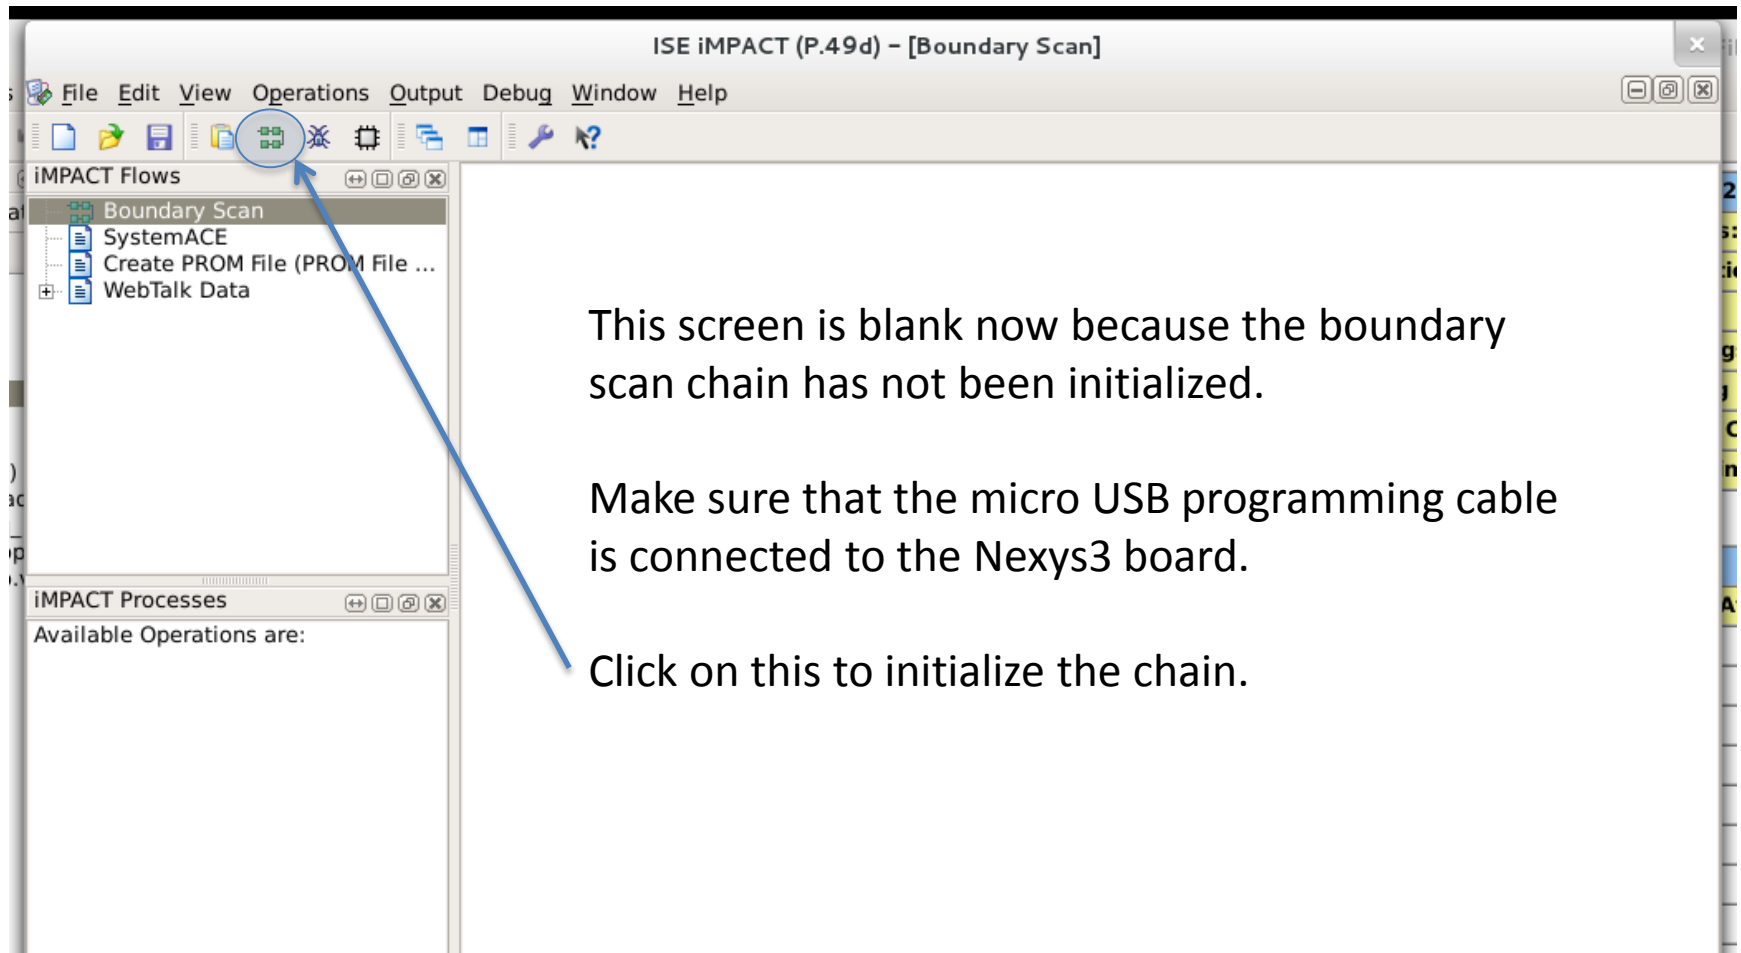 ISE iMPACT (P.49d) – [Boundary Scan]
File Edit View Operations Output Debug Window Help
iMPACT Flows
Boundary Scan
SystemACE
Create PROM File (PROM File ...
WebTalk Data
This screen is blank now because the boundary
scan chain has not been initialized.
Make sure that the micro USB programming cable
is connected to the Nexys3 board.
Click on this to initialize the chain.
iMPACT Processes
Available Operations are: